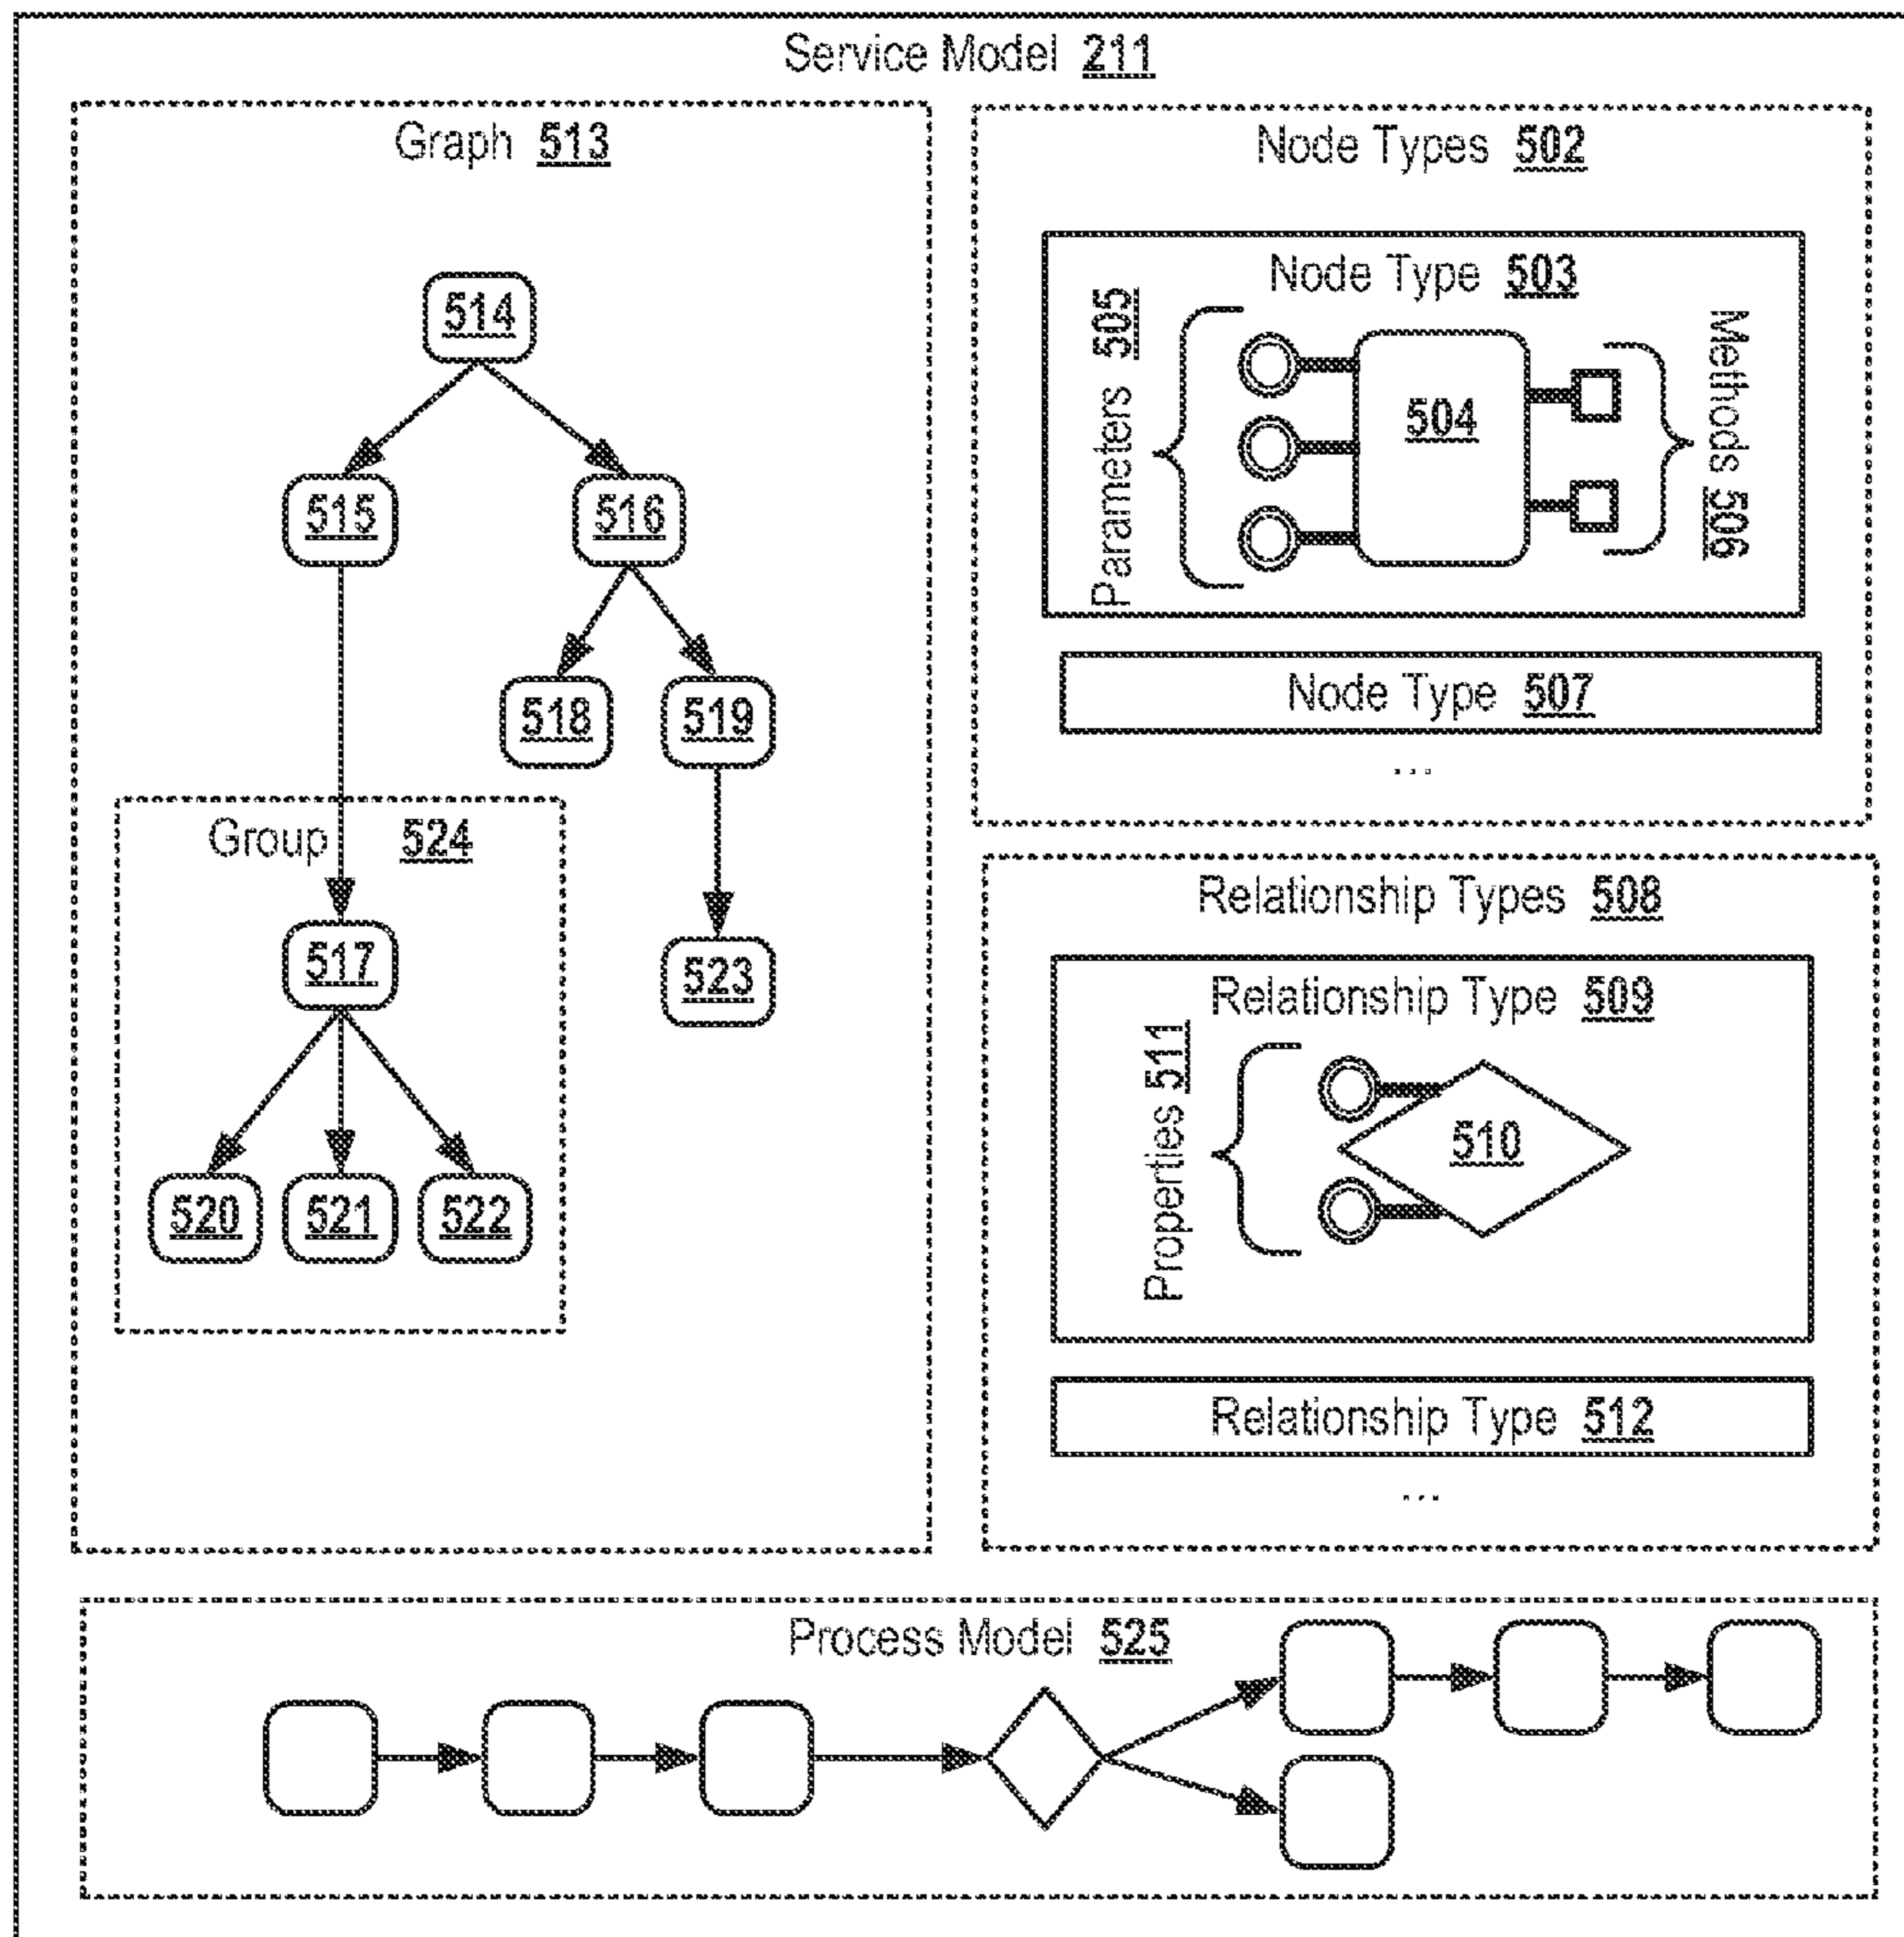 Service Model 211
Graph 513
514
515
516
518
519
Group 524
517
523
520
521
522
Node Types 502
Node Type 503
Parameters 505
504
Methods 506
Node Type 507
...
Relationship Types 508
Relationship Type 509
Properties 511
510
Relationship Type 512
...
Process Model 525